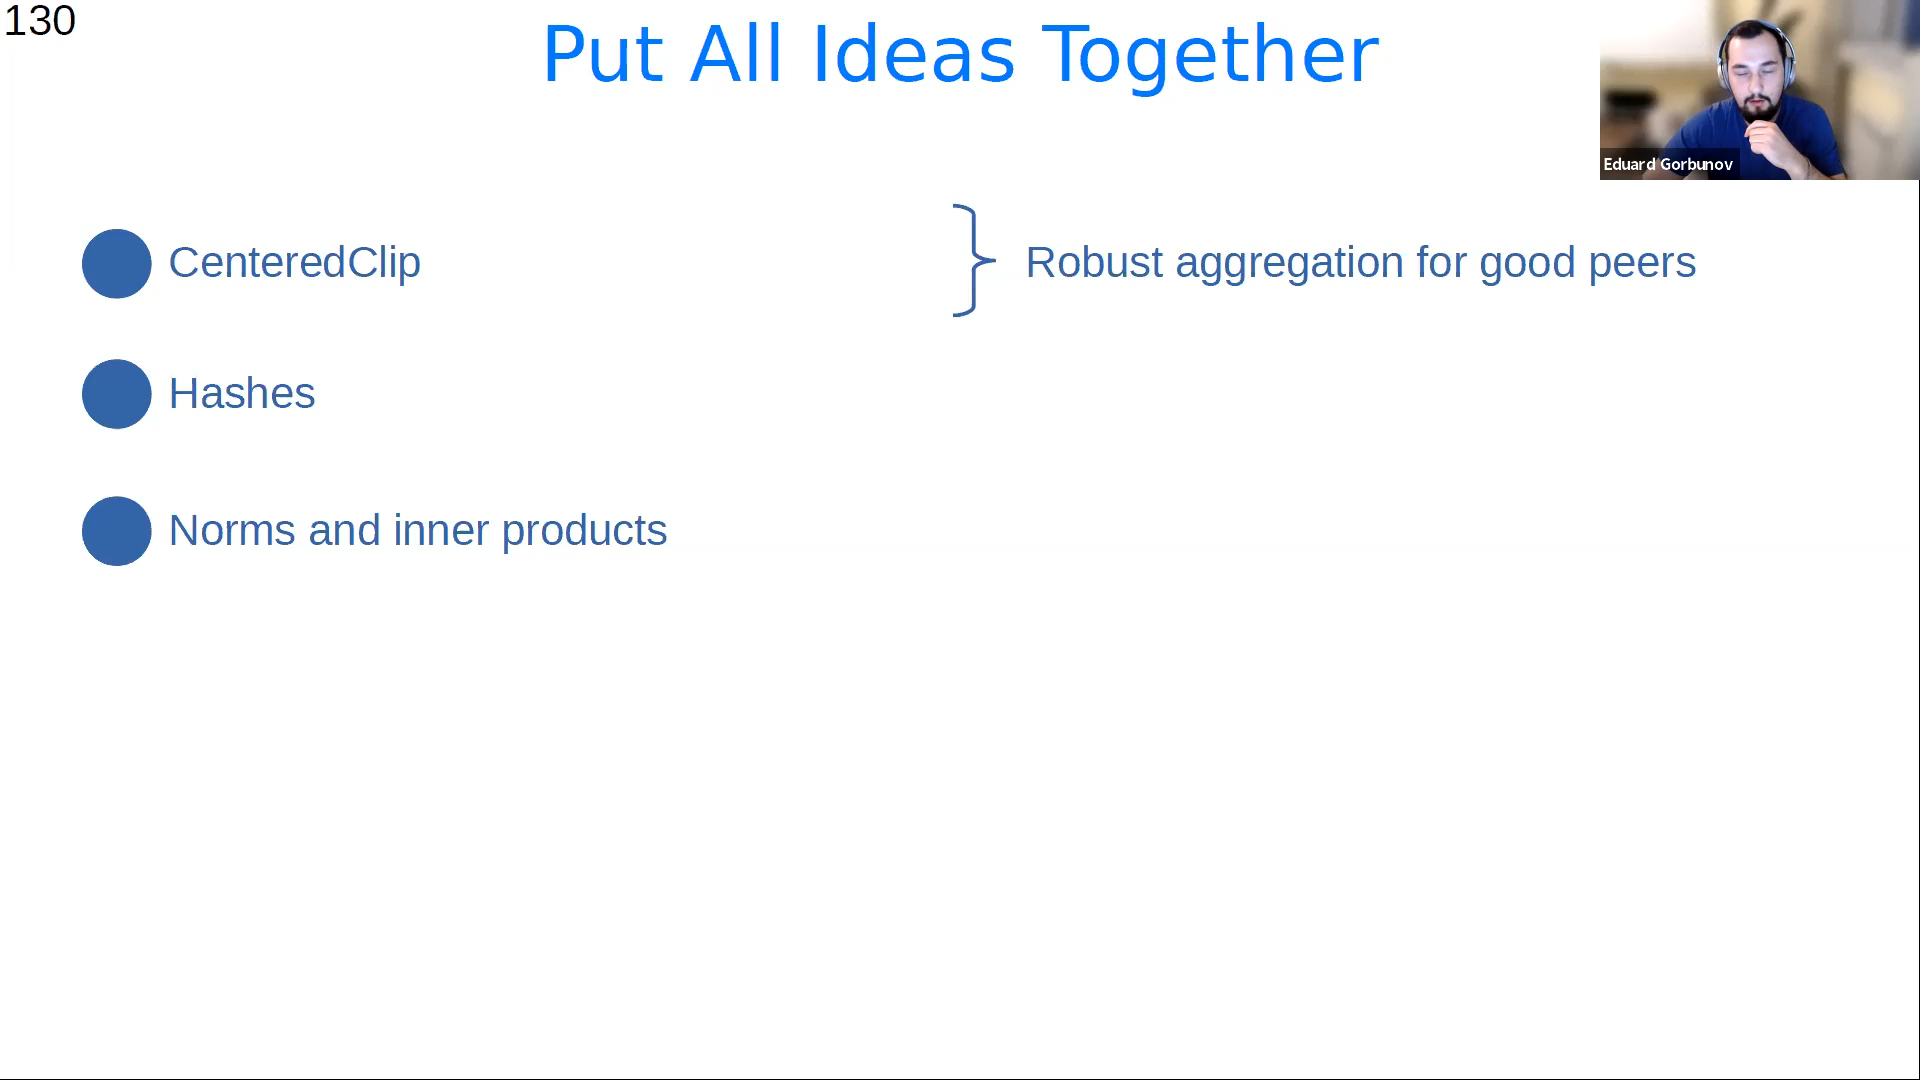 130
Put All Ideas Together
Eduard Gorbunov
CenteredClip
Robust aggregation for good peers
Hashes
Norms and inner products